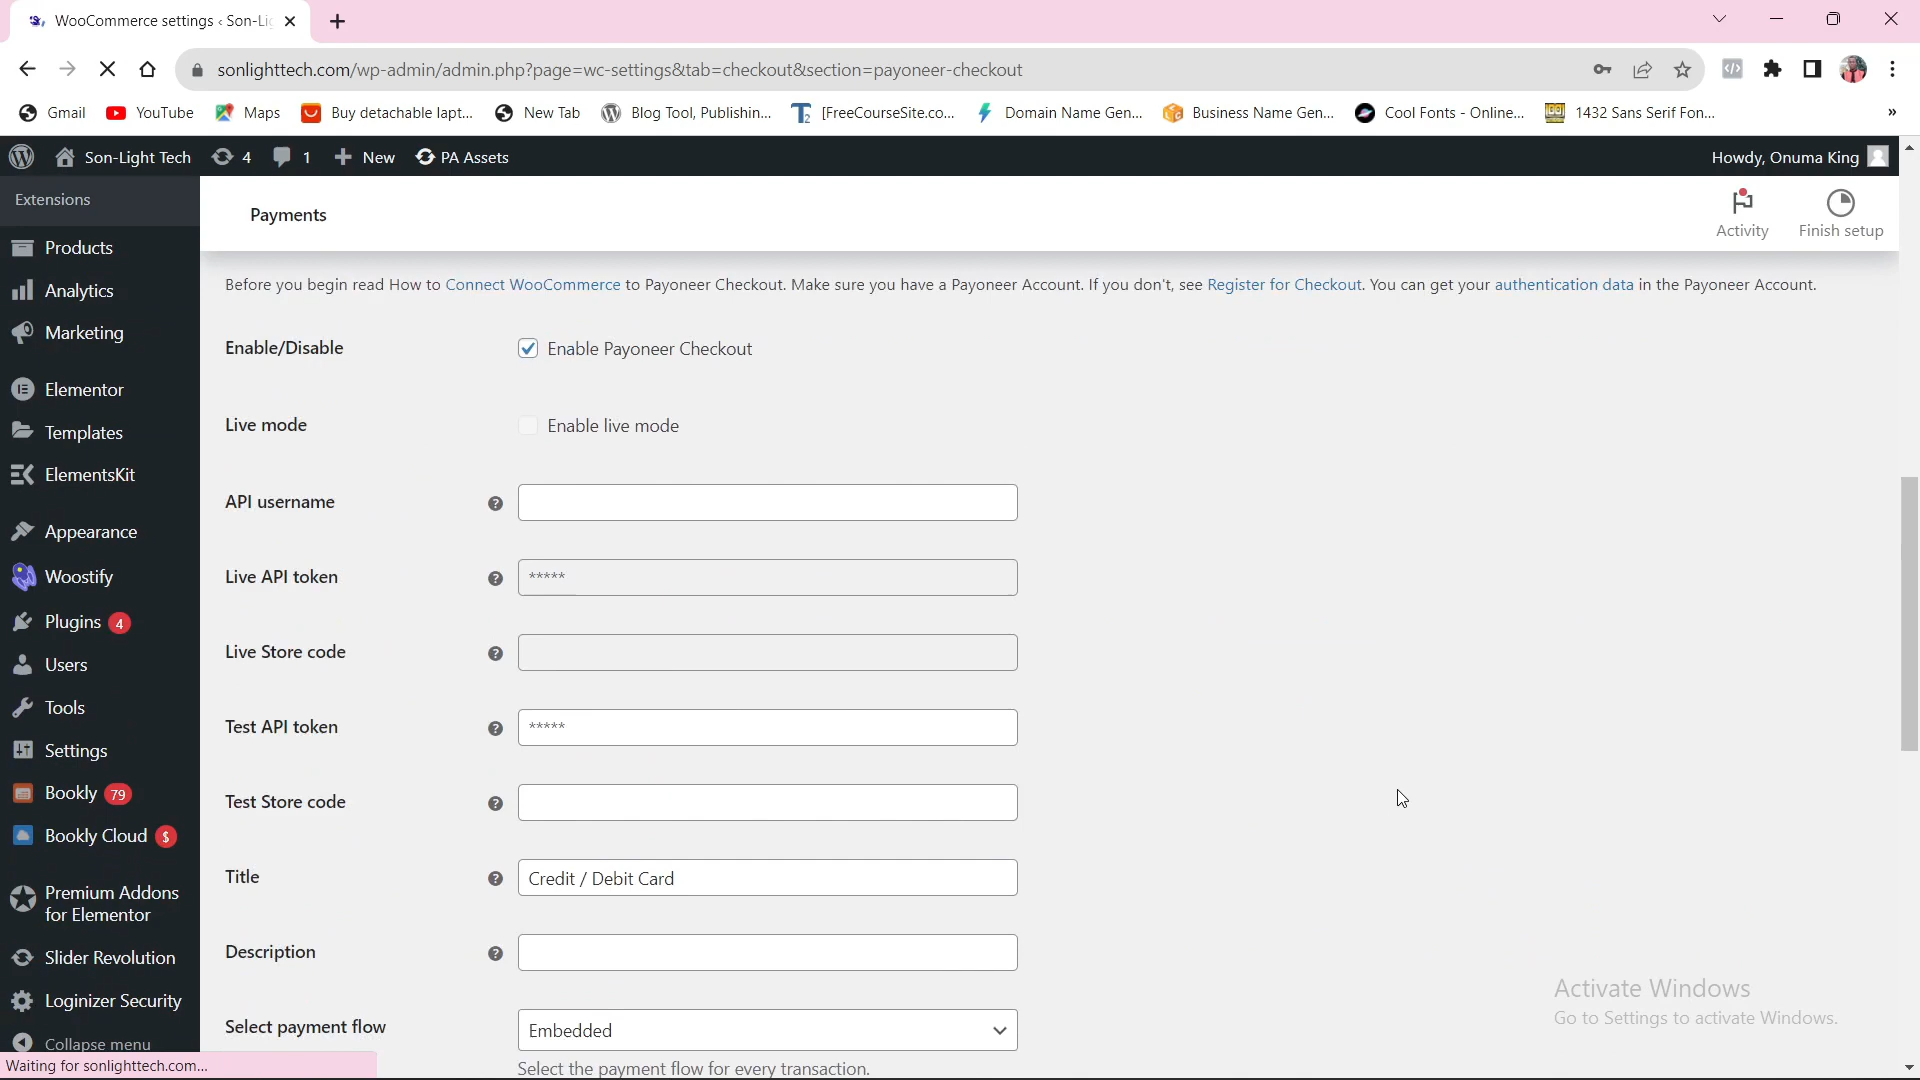 WooCommerce settings ‹ Son-Lig
sonlighttech.com/wp-admin/admin.php?page=wc-settings&tab=checkout&section=payoneer-checkout
Gmail YouTube Maps Buy detachable lapt... New Tab Blog Tool, Publishin... [FreeCourseSite.co... Domain Name Gen... Business Name Gen... Cool Fonts - Online... 1432 Sans Serif Fon... »
Son-Light Tech 4 1 New PA Assets Howdy, Onuma King
Extensions
Products
Analytics
Marketing
Elementor
Templates
ElementsKit
Appearance
Woostify
Plugins 4
Users
Tools
Settings
Bookly 79
Bookly Cloud $
Premium Addons
for Elementor
Slider Revolution
Loginizer Security
Collapse menu
Waiting for sonlighttech.com...
Payments
Activity
Finish setup
Before you begin read How to Connect WooCommerce to Payoneer Checkout. Make sure you have a Payoneer Account. If you don't, see Register for Checkout. You can get your authentication data in the Payoneer Account.
Enable/Disable Enable Payoneer Checkout
Live mode Enable live mode
API username ?
Live API token ? *****
Live Store code ?
Test API token ? *****
Test Store code ?
Title ? Credit / Debit Card
Description ?
Select payment flow Embedded
Select the payment flow for every transaction.
Activate Windows
Go to Settings to activate Windows.